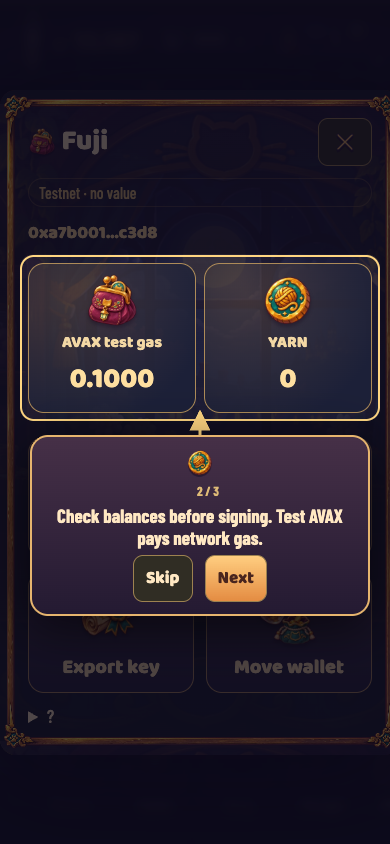 Fuji
Testnet · no value
0xa7b001...c3d8
AVAX test gas
YARN
0.1000
0
2 / 3
Check balances before signing. Test AVAX
pays network gas.
Skip
Next
Export key
Move wallet
?